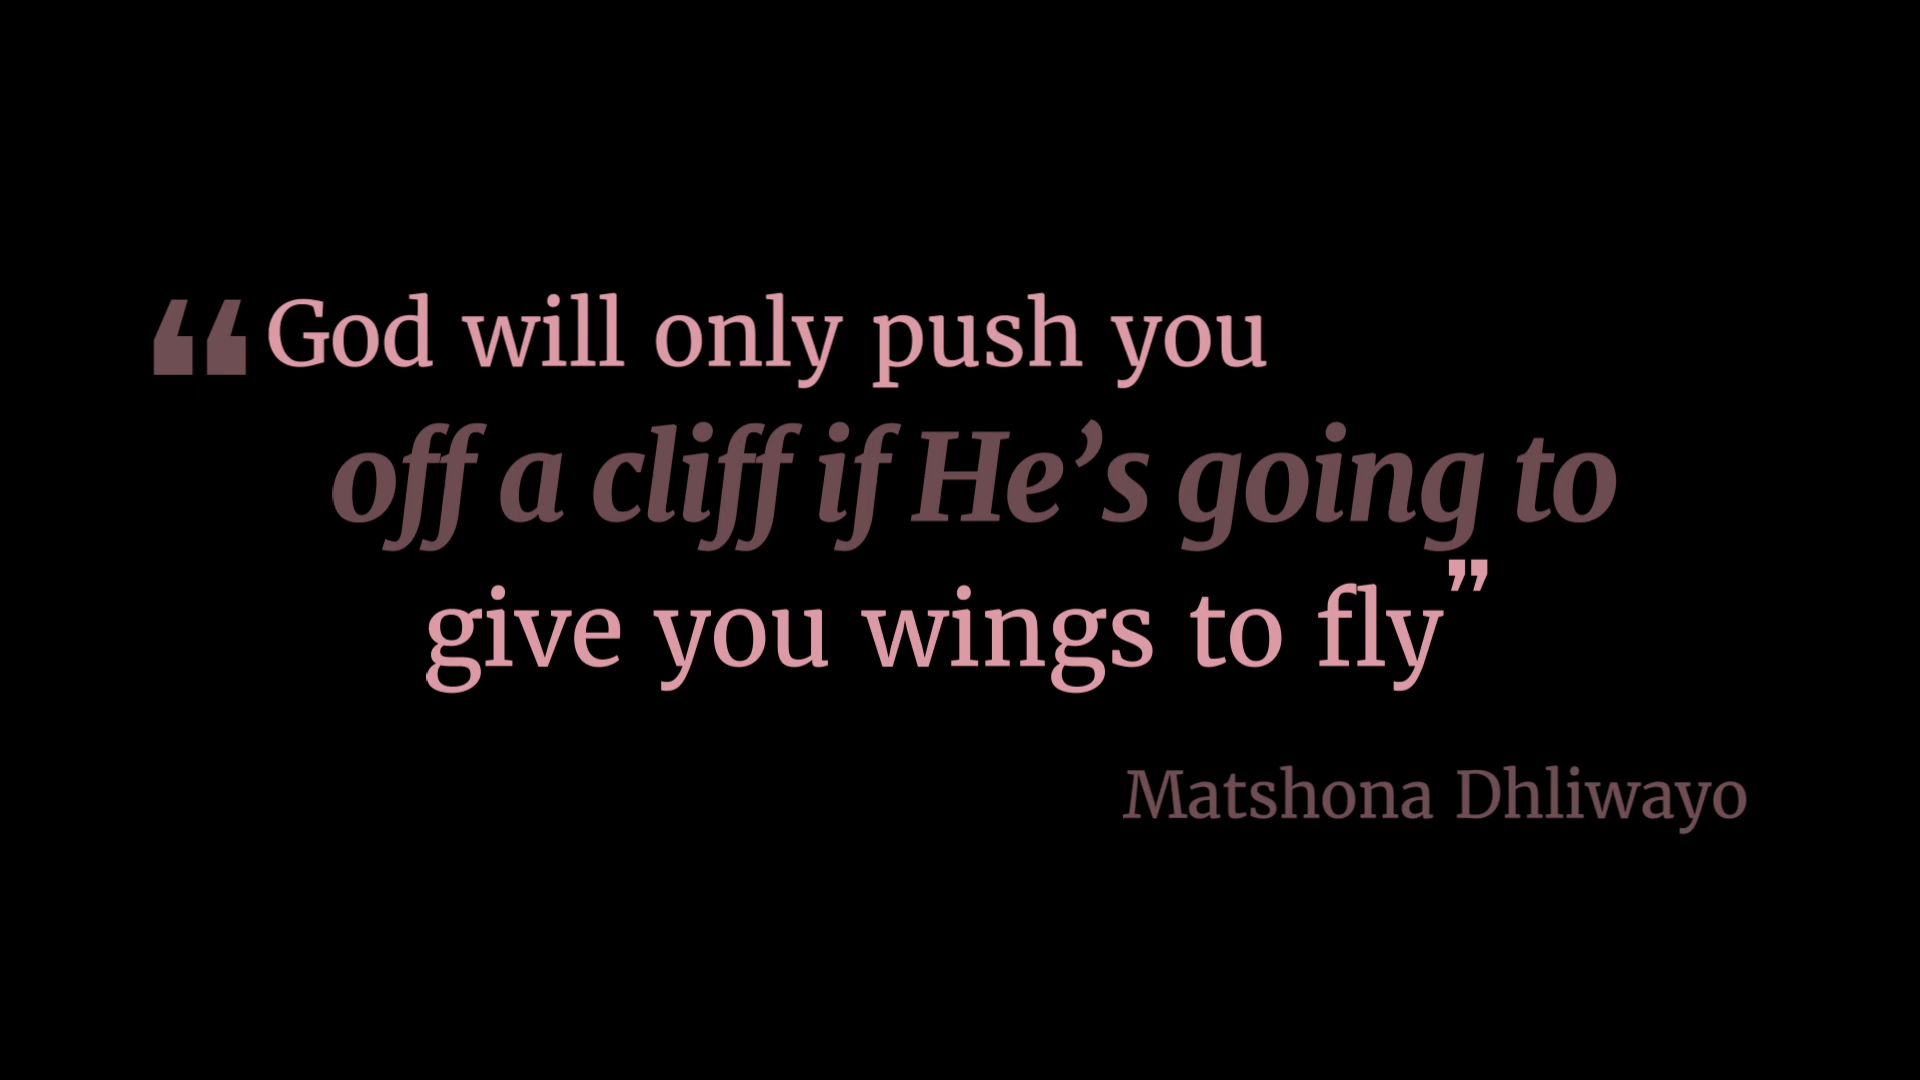 “God will only push you
off a cliff if He’s going to
give you wings to fly”
Matshona Dhliwayo